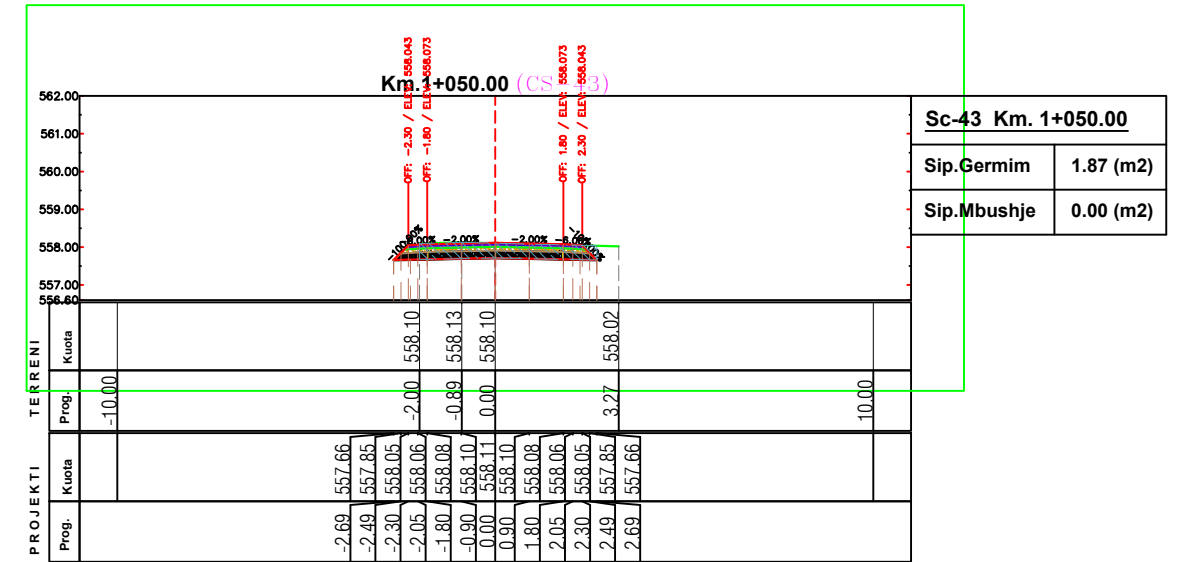 OFF: -2.30 / ELEV: 558.043
OFF: -1.80 / ELEV: 558.073
OFF: 1.80 / ELEV: 558.073
OFF: 2.30 / ELEV: 558.043
Km.1+050.00 (CS-43)
562.00
561.00
560.00
559.00
558.00
557.00
556.60
-2.00% -2.00%
Sc-43 Km. 1+050.00
Sip.Germim 1.87 (m2)
Sip.Mbushje 0.00 (m2)
TERRENI
Kuota 558.10 558.13 558.10 558.02
Prog. -10.00 -2.00 -0.89 0.00 3.27 10.00
PROJEKTI
Kuota 557.66 557.85 558.05 558.06 558.08 558.10 558.11 558.10 558.08 558.06 558.05 557.85 557.66
Prog. -2.69 -2.49 -2.30 -2.05 -1.80 -0.90 0.00 0.90 1.80 2.05 2.30 2.49 2.69